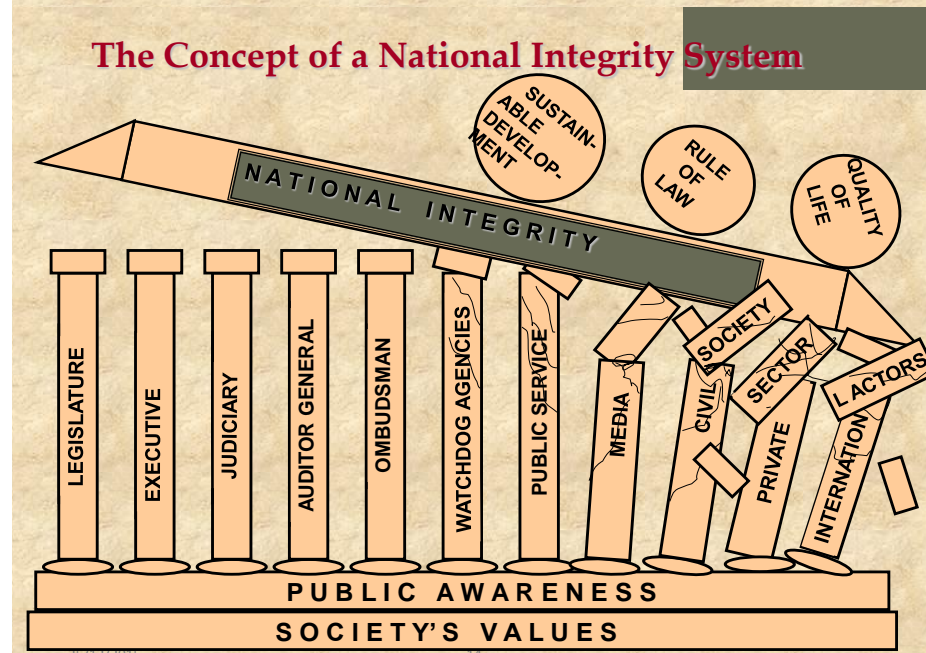 The Concept of a National Integrity System
SUSTAIN-
ABLE
DEVELOP-
MENT
RULE
OF
LAW
QUALITY
OF
LIFE
NATIONAL INTEGRITY
LEGISLATURE
EXECUTIVE
JUDICIARY
AUDITOR GENERAL
OMBUDSMAN
WATCHDOG AGENCIES
PUBLIC SERVICE
MEDIA
CIVIL
SOCIETY
PRIVATE
SECTOR
INTERNATION
L ACTORS
PUBLIC AWARENESS
SOCIETY’S VALUES